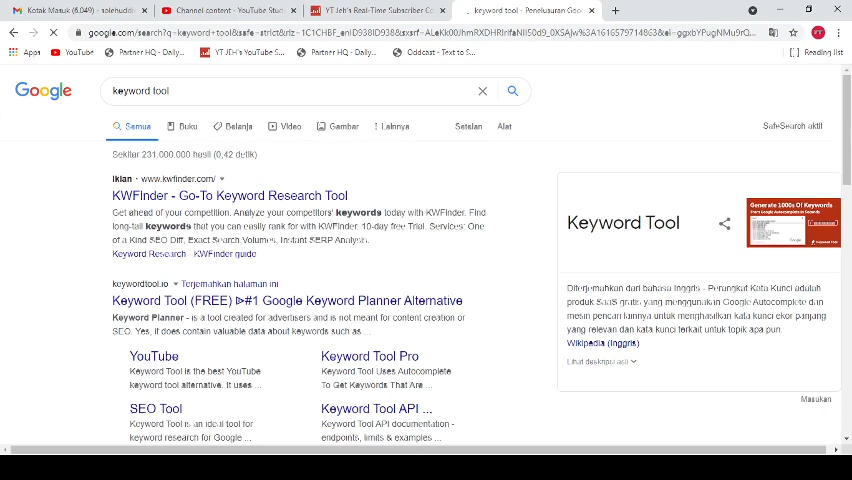 Kotak Masuk (6.049) - solehuddi
Channel content - YouTube Stud
YT Jeh's Real-Time Subscriber Co
keyword tool - Penelusuran Goo
google.com/search?q=keyword+tool&safe=strict&rlz=
Apps
YouTube
Partner HQ - Daily...
YT JEH's YouTube S...
Partner HQ - Daily...
Oddcast - Text to S...
Reading list
Google
keyword tool
Semua
Buku
Belanja
Video
Gambar
Lainnya
Setelan
Alat
SafeSearch aktif
Sekitar 231.000.000 hasil (0,42 detik)
Iklan · www.kwfinder.com/
KWFinder - Go-To Keyword Research Tool
Get ahead of your competition. Analyze your competitors' keywords today with KWFinder. Find
long-tail keywords that you can easily rank for with KWFinder. 10-day free Trial. Services: One
of a Kind SEO Diff, Exact Search Volumes, Instant SERP Analysis.
Keyword Research · KWFinder guide
keywordtool.io
Terjemahkan halaman ini
Keyword Tool (FREE) ᐈ#1 Google Keyword Planner Alternative
Keyword Planner - is a tool created for advertisers and is not meant for content creation or
SEO. Yes, it does contain valuable data about keywords such as ...
YouTube
Keyword Tool is the best YouTube
keyword tool alternative. It uses ...
Keyword Tool Pro
Keyword Tool Uses Autocomplete
To Get Keywords That Are ...
SEO Tool
Keyword Tool is an ideal tool for
keyword research for Google ...
Keyword Tool API ...
Keyword Tool API documentation -
endpoints, limits & examples ...
Keyword Tool
Generate 1000s Of Keywords
From Google Autocomplete In Seconds
Diterjemahkan dari bahasa Inggris - Perangkat Kata Kunci adalah
produk SaaS gratis yang menggunakan Google Autocomplete dan
mesin pencari lainnya untuk menghasilkan kata kunci ekor panjang
yang relevan dan kata kunci terkait untuk topik apa pun.
Wikipedia (Inggris)
Lihat deskripsi asli
Masukan